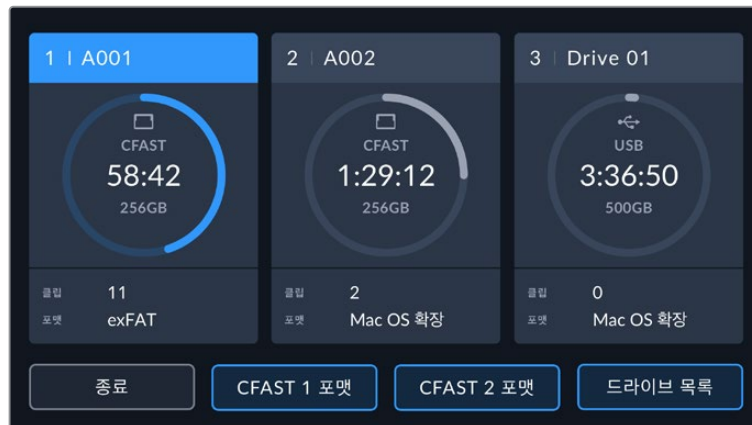 1 | A001
CFAST
58:42
256GB
클립 11
포맷 exFAT
2 | A002
CFAST
1:29:12
256GB
클립 2
포맷 Mac OS 확장
3 | Drive 01
USB
3:36:50
500GB
클립 0
포맷 Mac OS 확장
종료
CFAST 1 포맷
CFAST 2 포맷
드라이브 목록